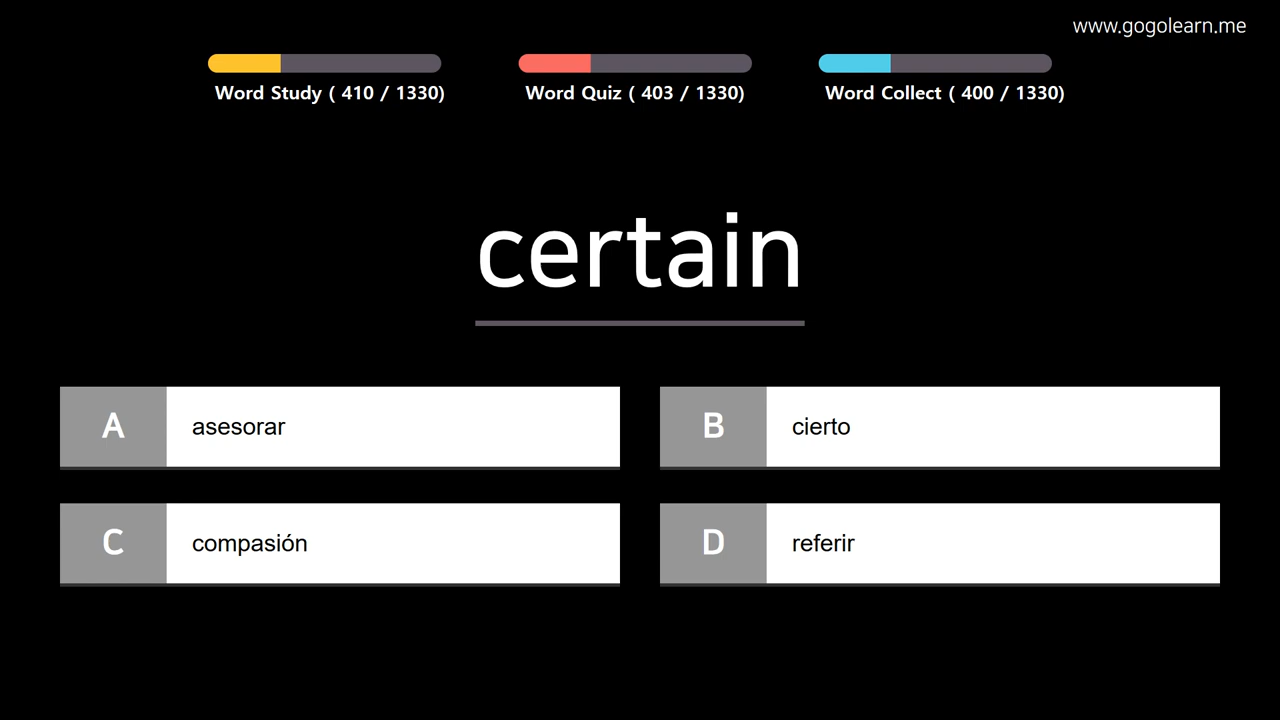 www.gogolearn.me
Word Study ( 410 / 1330)
Word Quiz ( 403 / 1330)
Word Collect ( 400 / 1330)
certain
A asesorar
B cierto
C compasión
D referir